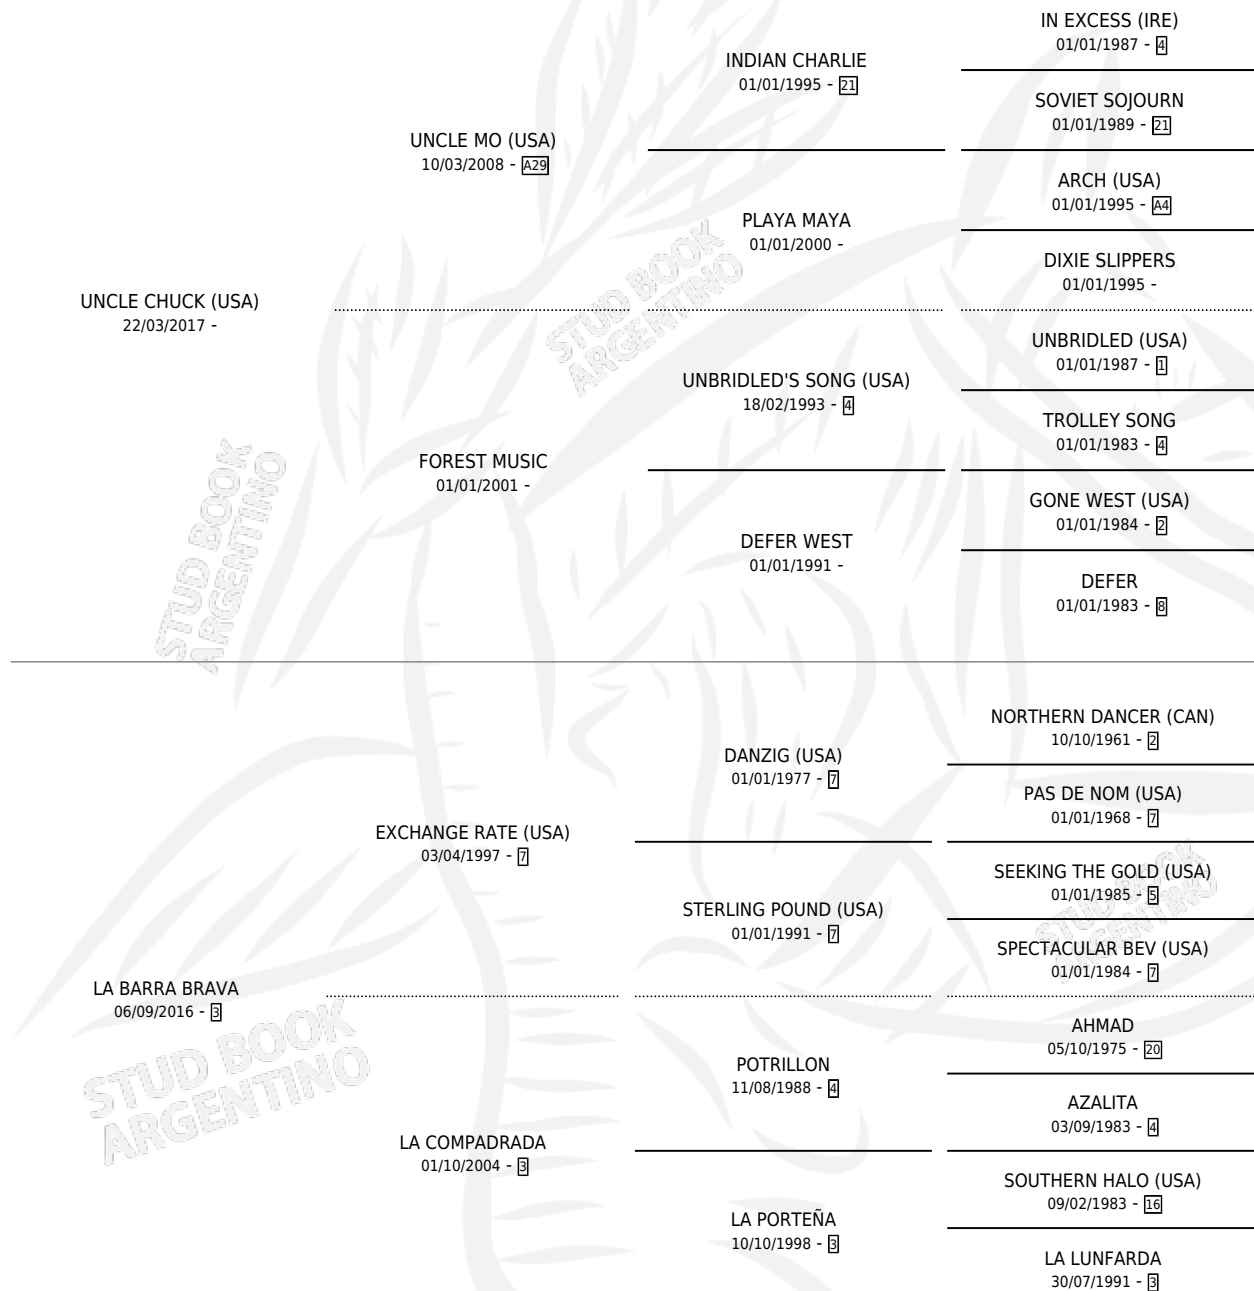 IN EXCESS (IRE)
01/01/1987 - 4
INDIAN CHARLIE
01/01/1995 - 21
SOVIET SOJOURN
01/01/1989 - 21
UNCLE MO (USA)
10/03/2008 - A29
ARCH (USA)
01/01/1995 - A4
PLAYA MAYA
01/01/2000 -
DIXIE SLIPPERS
01/01/1995 -
UNCLE CHUCK (USA)
22/03/2017 -
STUD BOOK
ARGENTINO
UNBRIDLED (USA)
01/01/1987 - 1
UNBRIDLED'S SONG (USA)
18/02/1993 - 4
TROLLEY SONG
01/01/1983 - 4
FOREST MUSIC
01/01/2001 -
GONE WEST (USA)
01/01/1984 - 2
DEFER WEST
01/01/1991 -
DEFER
01/01/1983 - 8
STUD BOOK
ARGENTINO
NORTHERN DANCER (CAN)
10/10/1961 - 2
DANZIG (USA)
01/01/1977 - 7
PAS DE NOM (USA)
01/01/1968 - 7
EXCHANGE RATE (USA)
03/04/1997 - 7
SEEKING THE GOLD (USA)
01/01/1985 - 5
STERLING POUND (USA)
01/01/1991 - 7
STUD BOOK
ARGENTINO
SPECTACULAR BEV (USA)
01/01/1984 - 7
LA BARRA BRAVA
06/09/2016 - 3
AHMAD
05/10/1975 - 20
POTRILLON
11/08/1988 - 4
AZALITA
03/09/1983 - 4
STUD BOOK
ARGENTINO
LA COMPADRADA
01/10/2004 - 3
SOUTHERN HALO (USA)
09/02/1983 - 16
LA PORTEÑA
10/10/1998 - 3
LA LUNFARDA
30/07/1991 - 3